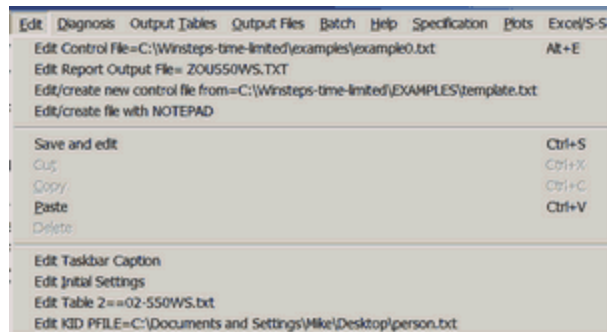 Edit Diagnosis Output Tables Output Files Batch Help Specification Plots Excel/S-S
Edit Control File=C:\Winsteps-time-limited\examples\example0.txt Alt+E
Edit Report Output File= ZOU550WS.TXT
Edit/create new control file from=C:\Winsteps-time-limited\EXAMPLES\template.txt
Edit/create file with NOTEPAD
Save and edit Ctrl+S
Cut Ctrl+X
Copy Ctrl+C
Paste Ctrl+V
Delete
Edit Taskbar Caption
Edit Initial Settings
Edit Table 2==02-550WS.txt
Edit KID PFILE=C:\Documents and Settings\Mike\Desktop\person.txt